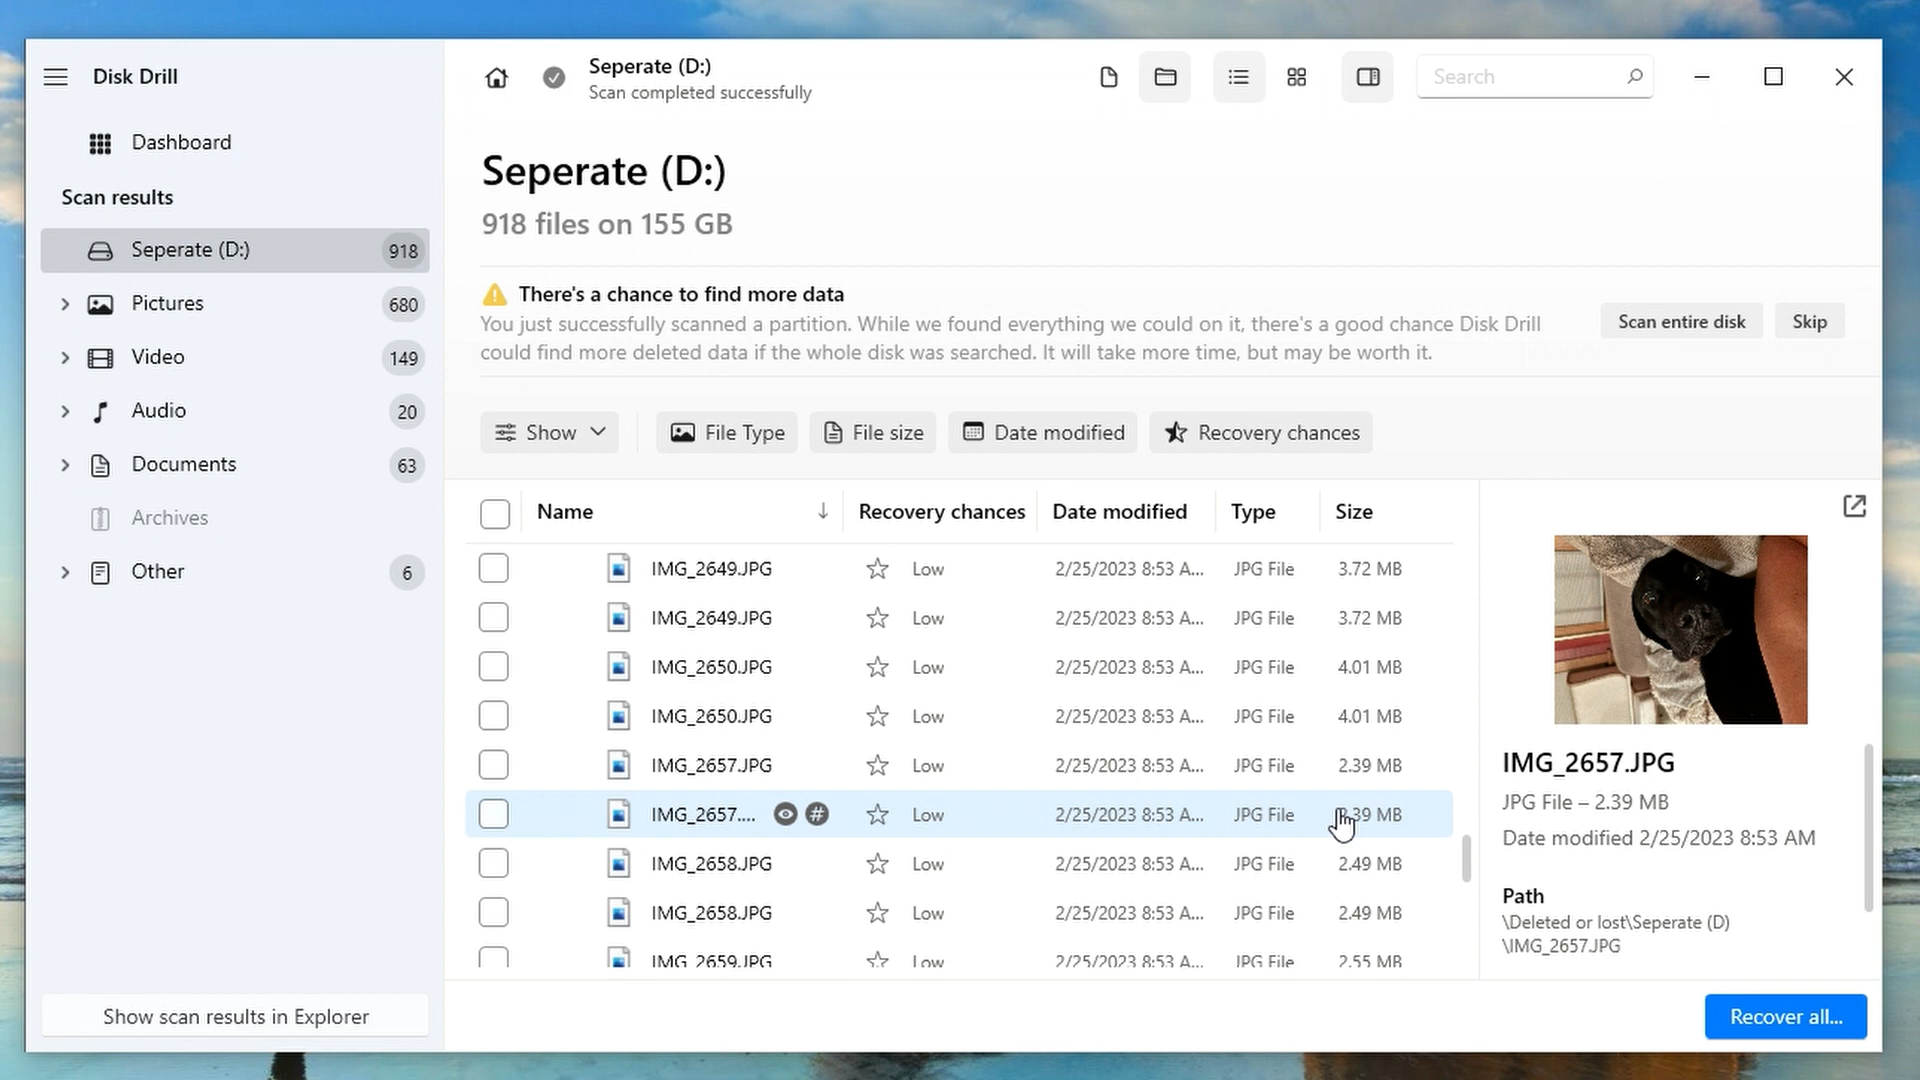 Disk Drill
Seperate (D:)
Scan completed successfully
Search
Dashboard
Scan results
Seperate (D:) 918
Pictures 680
Video 149
Audio 20
Documents 63
Archives
Other 6
Show scan results in Explorer
Seperate (D:)
918 files on 155 GB
There's a chance to find more data
You just successfully scanned a partition. While we found everything we could on it, there's a good chance Disk Drill
could find more deleted data if the whole disk was searched. It will take more time, but may be worth it.
Scan entire disk
Skip
Show
File Type
File size
Date modified
Recovery chances
Name Recovery chances Date modified Type Size
IMG_2649.JPG Low 2/25/2023 8:53 A... JPG File 3.72 MB
IMG_2649.JPG Low 2/25/2023 8:53 A... JPG File 3.72 MB
IMG_2650.JPG Low 2/25/2023 8:53 A... JPG File 4.01 MB
IMG_2650.JPG Low 2/25/2023 8:53 A... JPG File 4.01 MB
IMG_2657.JPG Low 2/25/2023 8:53 A... JPG File 2.39 MB
IMG_2657.... # Low 2/25/2023 8:53 A... JPG File 2.39 MB
IMG_2658.JPG Low 2/25/2023 8:53 A... JPG File 2.49 MB
IMG_2658.JPG Low 2/25/2023 8:53 A... JPG File 2.49 MB
IMG_2659.JPG Low 2/25/2023 8:53 A... JPG File 2.55 MB
IMG_2657.JPG
JPG File – 2.39 MB
Date modified 2/25/2023 8:53 AM
Path
\Deleted or lost\Seperate (D)
\IMG_2657.JPG
Recover all...